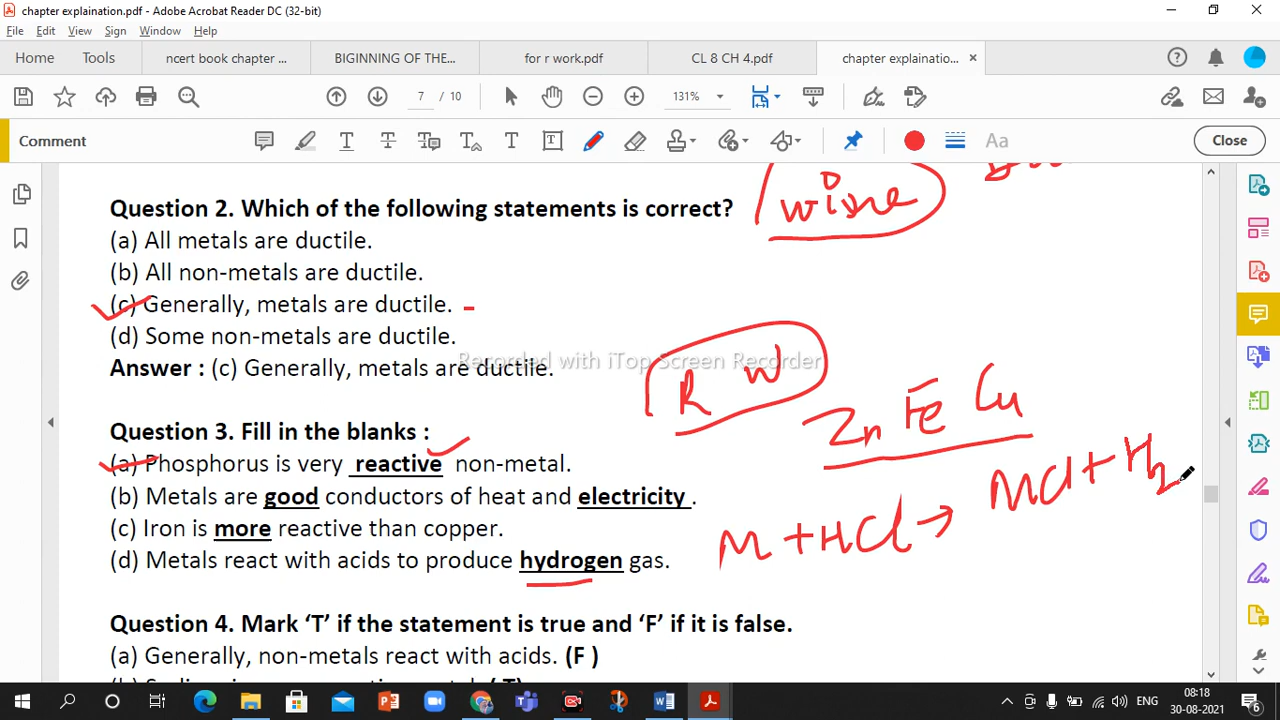 chapter explaination.pdf - Adobe Acrobat Reader DC (32-bit)
File Edit View Sign Window Help
Home Tools ncert book chapter ... BIGINNING OF THE... for r work.pdf CL 8 CH 4.pdf chapter explainatio... ×
7 / 10 131%
Comment Aa Close
wire
Question 2. Which of the following statements is correct?
(a) All metals are ductile.
(b) All non-metals are ductile.
(c) Generally, metals are ductile.
(d) Some non-metals are ductile.
Recorded with iTop Screen Recorder
Answer : (c) Generally, metals are ductile.
R W
Zn Fe Cu
Question 3. Fill in the blanks :
(a) Phosphorus is very reactive non-metal.
(b) Metals are good conductors of heat and electricity .
(c) Iron is more reactive than copper.
M + HCl → MCl + H2
(d) Metals react with acids to produce hydrogen gas.
Question 4. Mark ‘T’ if the statement is true and ‘F’ if it is false.
(a) Generally, non-metals react with acids. (F )
ENG 08:18
30-08-2021 6